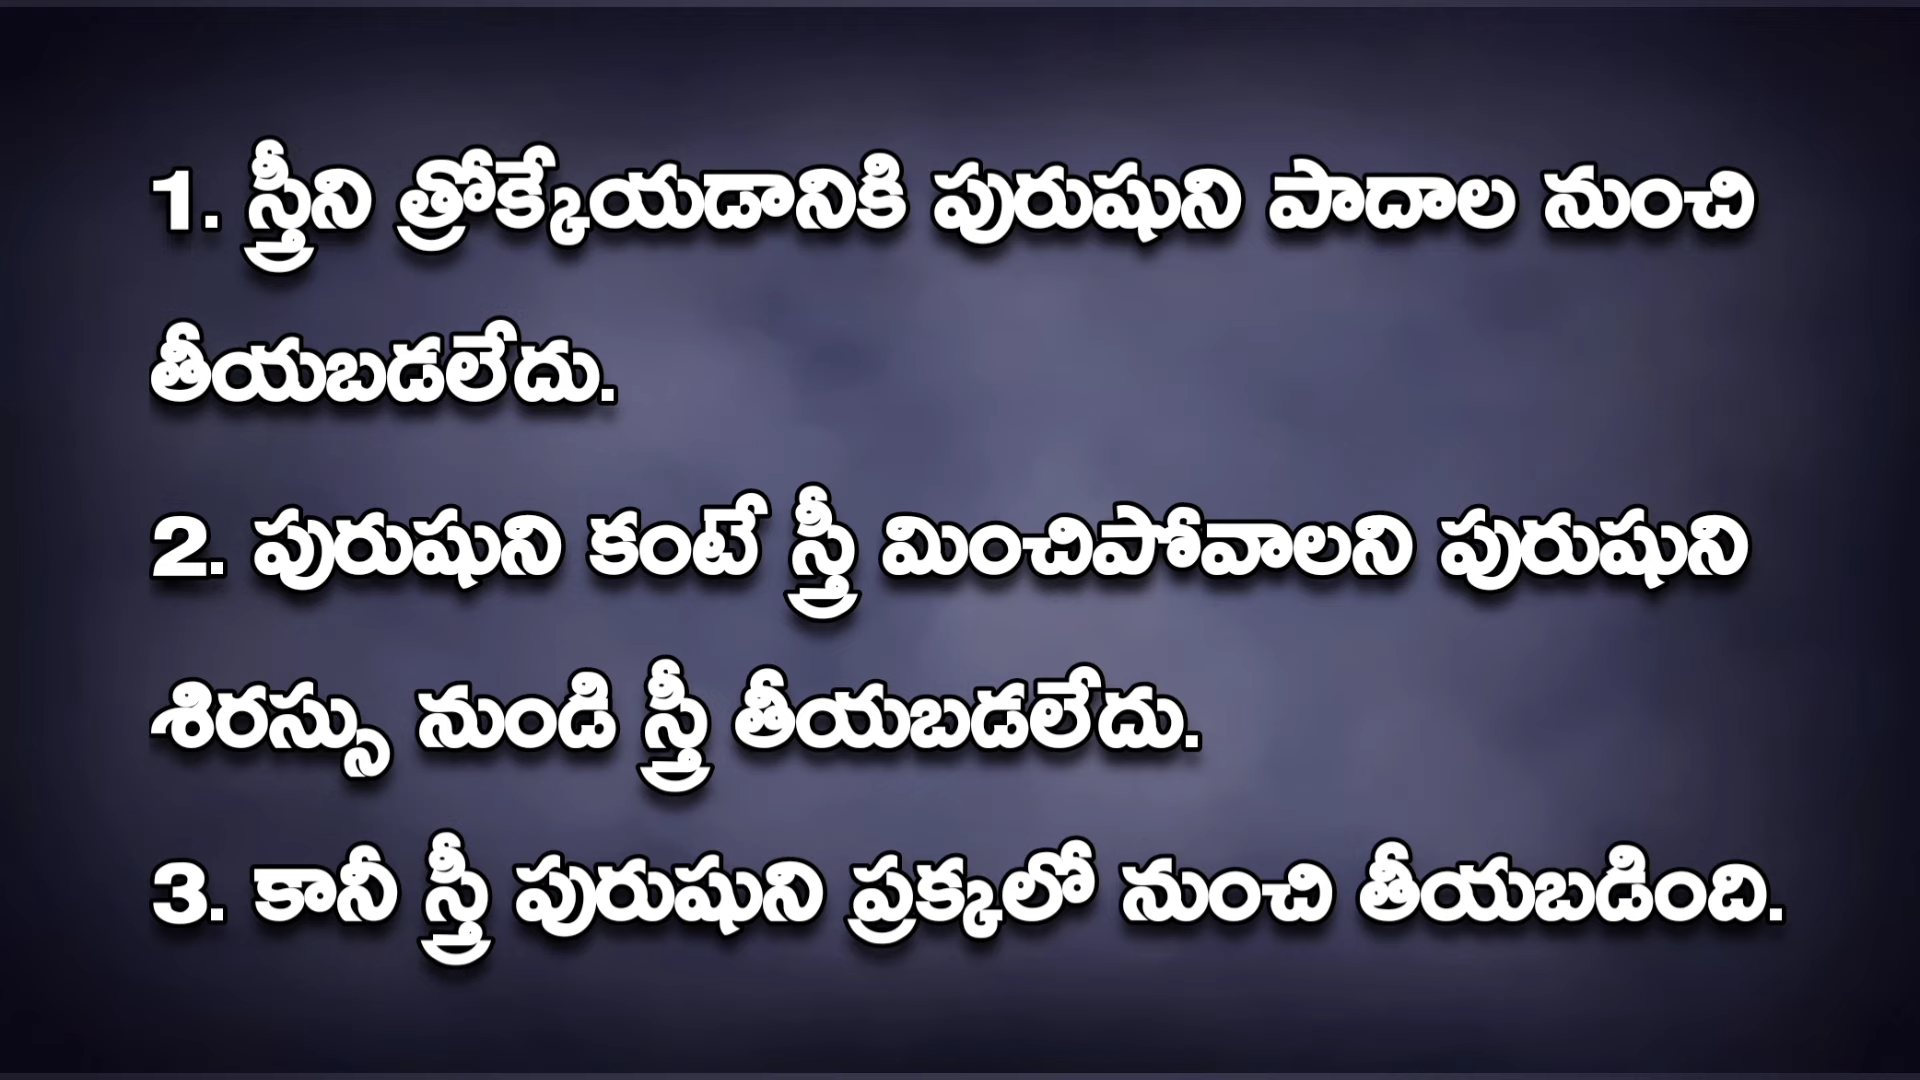 1. స్త్రీని త్రోక్కేయడానికి పురుషుని పాదాల నుంచి
తీయబడలేదు.
2. పురుషుని కంటే స్త్రీ మించిపోవాలని పురుషుని
శిరస్సు నుండి స్త్రీ తీయబడలేదు.
3. కానీ స్త్రీ పురుషుని ప్రక్కలో నుంచి తీయబడింది.